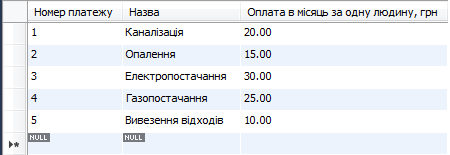 Номер платежу Назва Оплата в місяць за одну людину, грн
1 Каналізація 20.00
2 Опалення 15.00
3 Електропостачання 30.00
4 Газопостачання 25.00
5 Вивезення відходів 10.00
NULL NULL